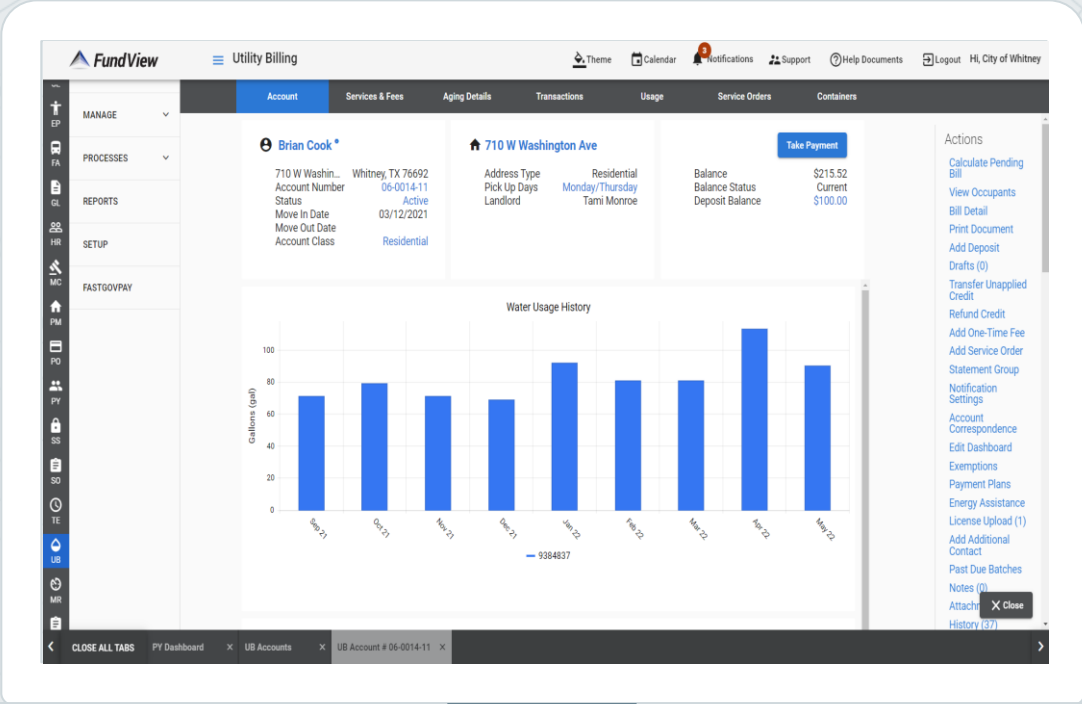 FundView
Utility Billing
Theme
Calendar
3
Notifications
Support
Help Documents
Logout
Hi, City of Whitney
EP
FA
GL
HR
MC
PM
PO
PY
SS
SO
TE
UB
MR
MANAGE
PROCESSES
REPORTS
SETUP
FASTGOVPAY
Account Services & Fees Aging Details Transactions Usage Service Orders Containers
Brian Cook
710 W Washin... Whitney, TX 76692
Account Number 06-0014-11
Status Active
Move In Date 03/12/2021
Move Out Date
Account Class Residential
710 W Washington Ave
Address Type Residential
Pick Up Days Monday/Thursday
Landlord Tami Monroe
Take Payment
Balance $215.52
Balance Status Current
Deposit Balance $100.00
Water Usage History
Gallons (gal)
100
80
60
40
20
0
Sep 21 Oct 21 Nov 21 Dec 21 Jan 22 Feb 22 Mar 22 Apr 22 May 22
9384837
Actions
Calculate Pending
Bill
View Occupants
Bill Detail
Print Document
Add Deposit
Drafts (0)
Transfer Unapplied
Credit
Refund Credit
Add One-Time Fee
Add Service Order
Statement Group
Notification
Settings
Account
Correspondence
Edit Dashboard
Exemptions
Payment Plans
Energy Assistance
License Upload (1)
Add Additional
Contact
Past Due Batches
Notes (0)
Attachr
X Close
History (37)
CLOSE ALL TABS PY Dashboard X UB Accounts X UB Account # 06-0014-11 X